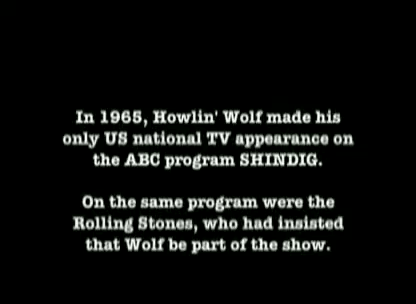 In 1965, Howlin' Wolf made his
only US national TV appearance on
the ABC program SHINDIG.
On the same program were the
Rolling Stones, who had insisted
that Wolf be part of the show.